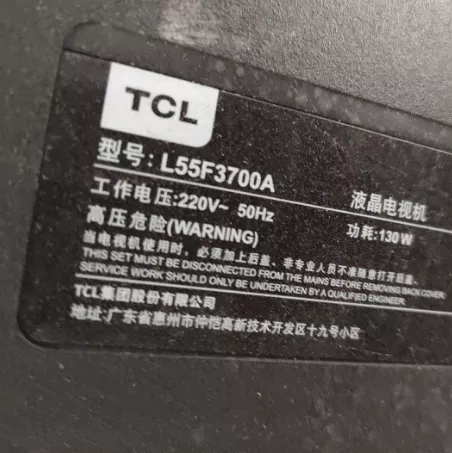 TCL
型号: L55F3700A 液晶电视机
工作电压:220V~ 50Hz 功耗:130W
高压危险(WARNING)
当电视机使用时，必须加上后盖、非专业人员不准随意打开后盖、
THIS SET MUST BE DISCONNECTED FROM THE MAINS BEFORE REMOVING BACK COVER
SERVICE WORK SHOULD ONLY BE UNDERTAKEN BY A QUALIFIED ENGINEER.
TCL集团股份有限公司
地址:广东省惠州市仲恺高新技术开发区十九号小区